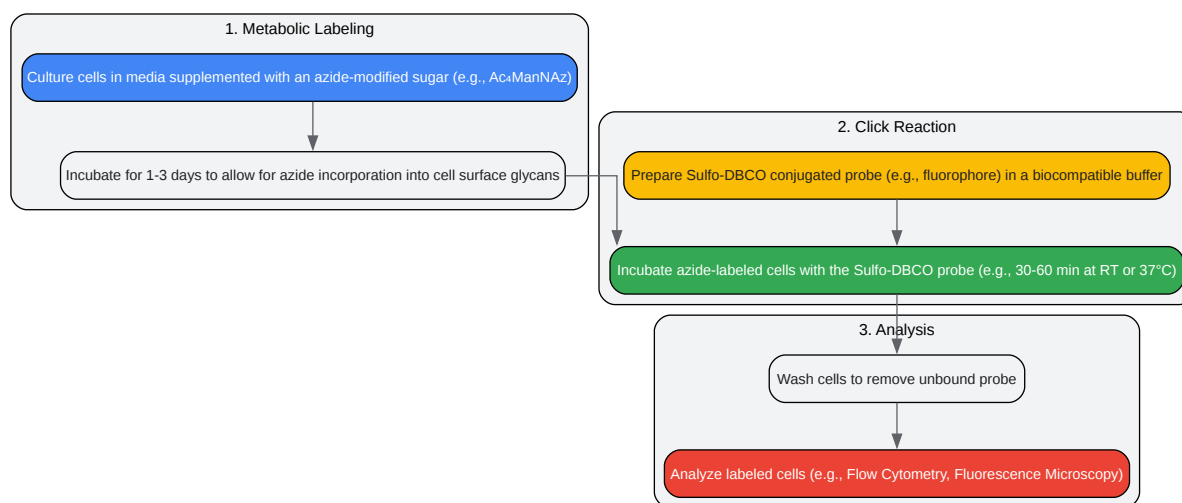 1. Metabolic Labeling
Culture cells in media supplemented with an azide-modified sugar (e.g., Ac₄ManNAz)
Incubate for 1-3 days to allow for azide incorporation into cell surface glycans
2. Click Reaction
Prepare Sulfo-DBCO conjugated probe (e.g., fluorophore) in a biocompatible buffer
Incubate azide-labeled cells with the Sulfo-DBCO probe (e.g., 30-60 min at RT or 37°C)
3. Analysis
Wash cells to remove unbound probe
Analyze labeled cells (e.g., Flow Cytometry, Fluorescence Microscopy)